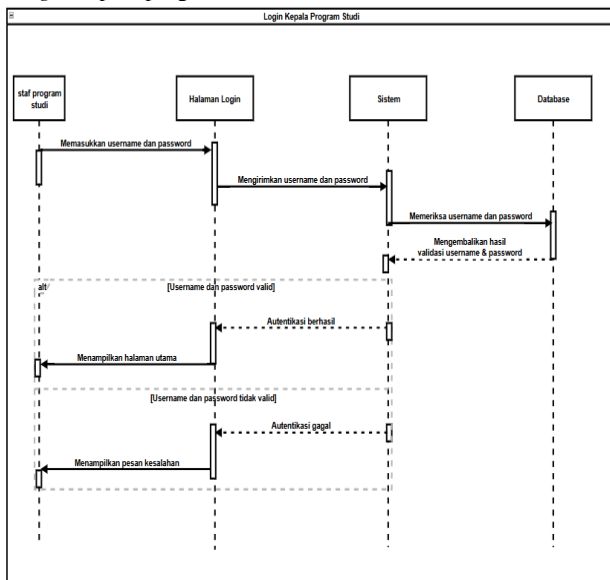 Login Kepala Program Studi
staf program
studi
Halaman Login
Sistem
Database
Memasukkan username dan password
Mengirimkan username dan password
Memeriksa username dan password
Mengembalikan hasil
validasi username & password
alt
[Username dan password valid]
Autentikasi berhasil
Menampilkan halaman utama
[Username dan password tidak valid]
Autentikasi gagal
Menampilkan pesan kesalahan